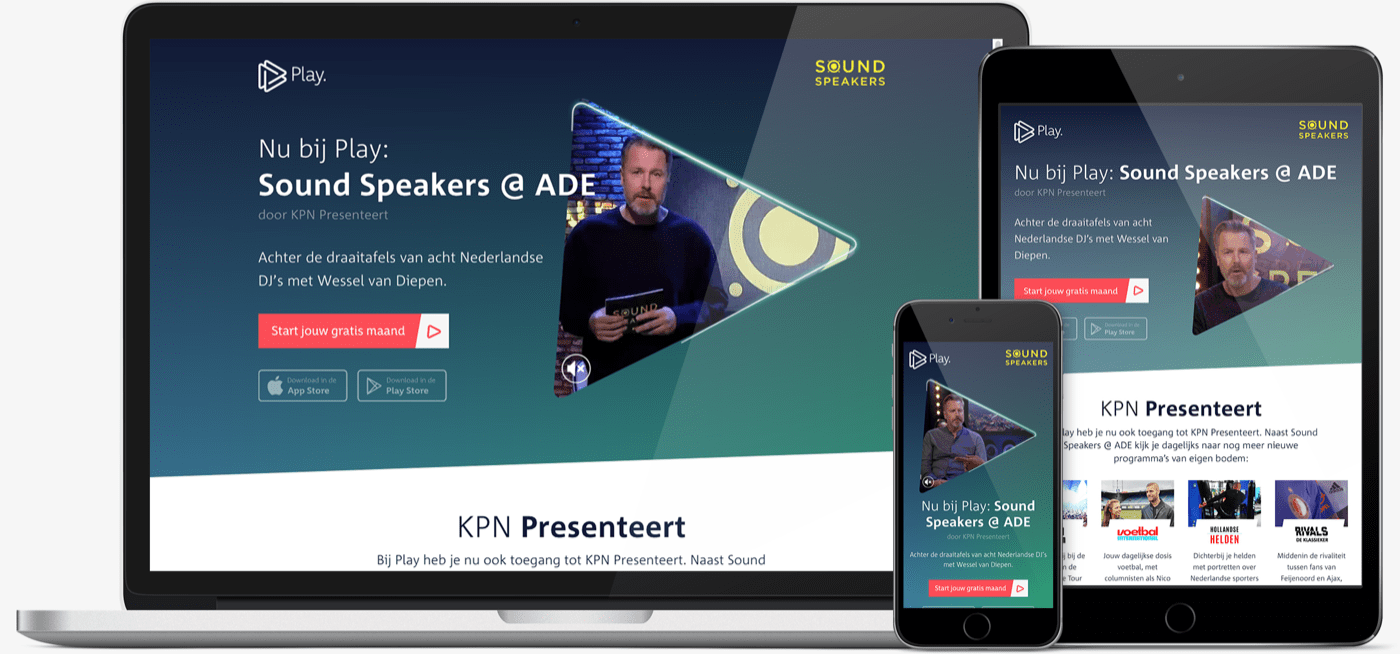 Play.
SOUND
SPEAKERS
Nu bij Play:
Sound Speakers @ ADE
door KPN Presenteert
Achter de draaitafels van acht Nederlandse
DJ's met Wessel van Diepen.
Start jouw gratis maand
Download in de
App Store
Download in de
Play Store
SOUND
KPN Presenteert
Bij Play heb je nu ook toegang tot KPN Presenteert. Naast Sound
Play.
SOUND
SPEAKERS
Nu bij Play: Sound Speakers @ ADE
door KPN Presenteert
Achter de draaitafels van acht
Nederlandse DJ's met Wessel van
Diepen.
Start jouw gratis maand
Download in de
Play Store
KPN Presenteert
lay heb je nu ook toegang tot KPN Presenteert. Naast Sound
Speakers @ ADE kijk je dagelijks naar nog meer nieuwe
programma's van eigen bodem:
voetbal
INTERNATIONAL
HOLLANDSE
HELDEN
RIVALS
DE KLASSIEKER
bij de
n de
e Tour
Jouw dagelijkse dosis
voetbal, met
columnisten als Nico
Dichterbij je helden
met portretten over
Nederlandse sporters
Middenin de rivaliteit
tussen fans van
Feijenoord en Ajax,
Play.
SOUND
SPEAKERS
Nu bij Play: Sound
Speakers @ ADE
door KPN Presenteert
Achter de draaitafels van acht Nederlandse DJ's
met Wessel van Diepen.
Start jouw gratis maand